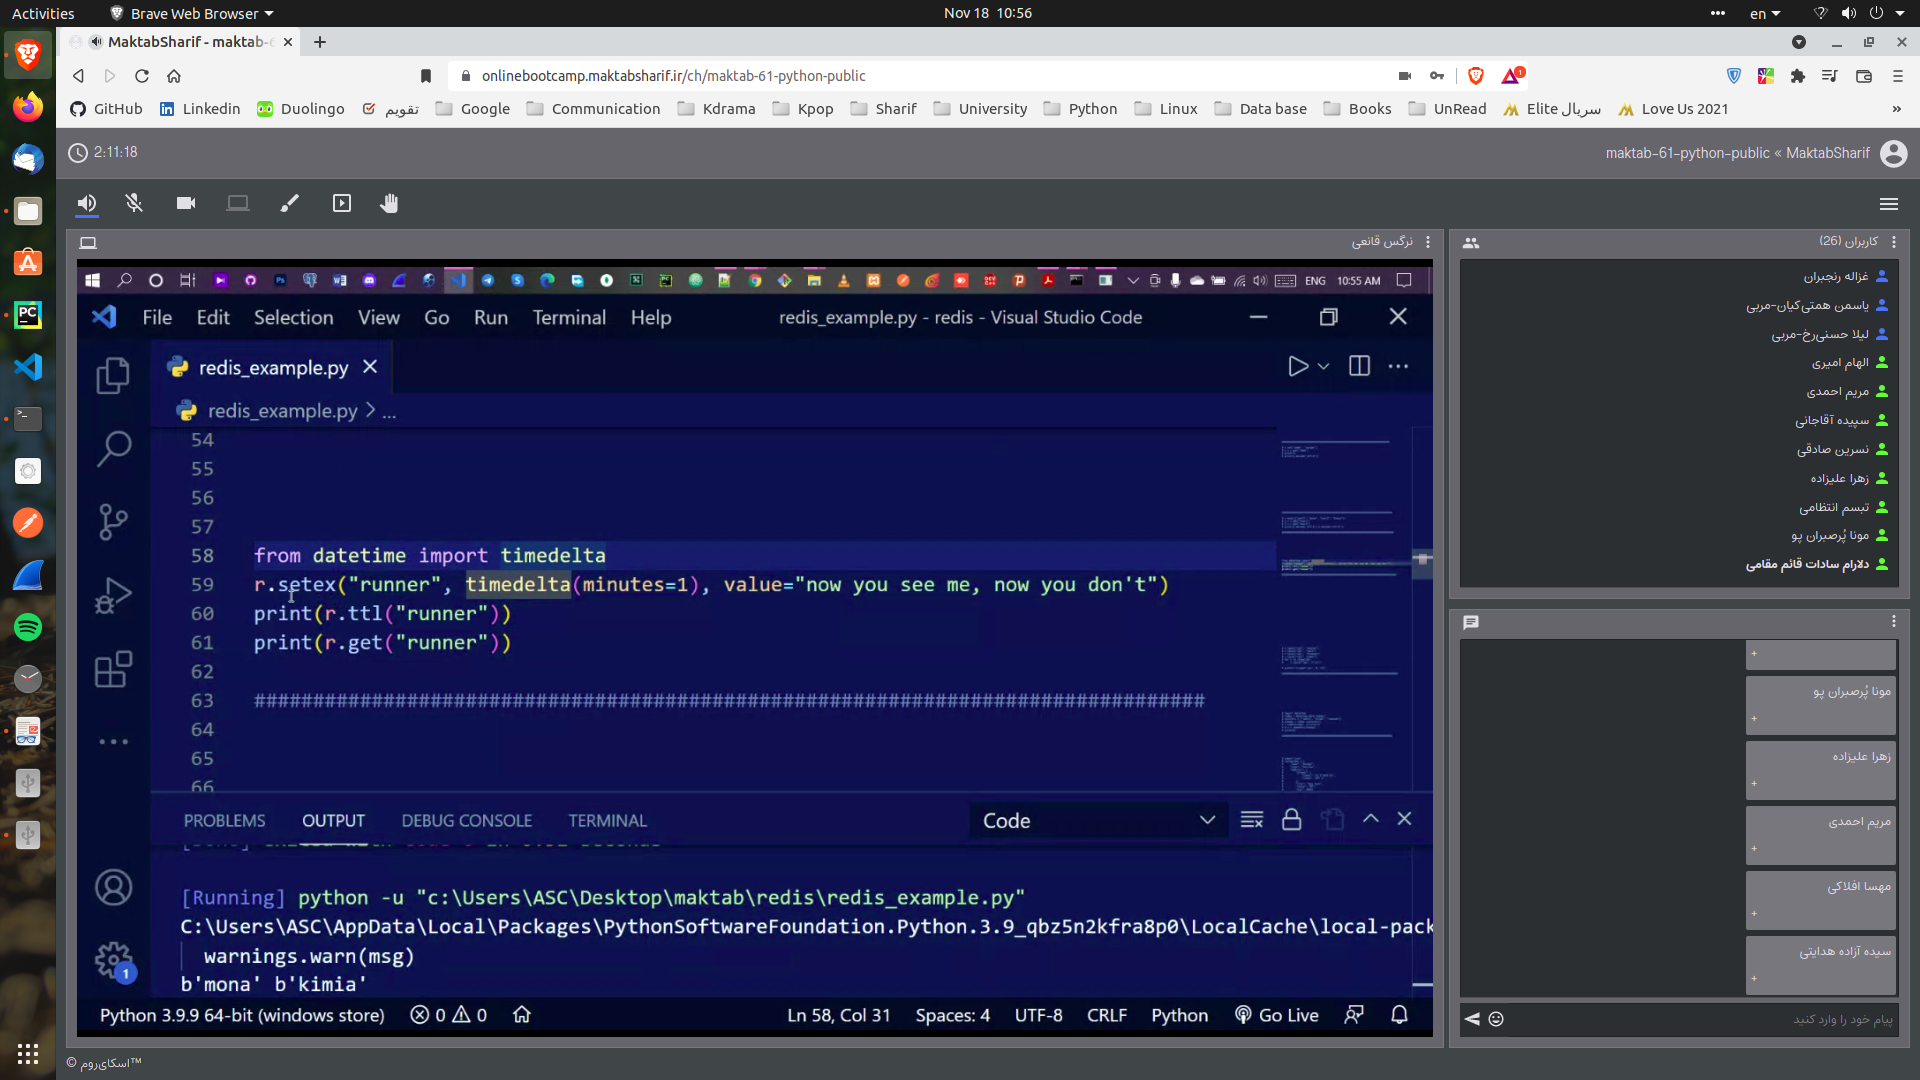 Activities
Brave Web Browser
Nov 18 10:56
en
MaktabSharif - maktab-6
onlinebootcamp.maktabsharif.ir/ch/maktab-61-python-public
1
GitHub
Linkedin
Duolingo
تقویم
Google
Communication
Kdrama
Kpop
Sharif
University
Python
Linux
Data base
Books
UnRead
سریال Elite
Love Us 2021
»
2:11:18
maktab-61-python-public « MaktabSharif
نرگس قانعی
ENG 10:55 AM
File Edit Selection View Go Run Terminal Help
redis_example.py - redis - Visual Studio Code
redis_example.py
redis_example.py > ...
54
55
56
57
58 from datetime import timedelta
59 r.setex("runner", timedelta(minutes=1), value="now you see me, now you don't")
60 print(r.ttl("runner"))
61 print(r.get("runner"))
62
63 #################################################################################
64
65
66
PROBLEMS OUTPUT DEBUG CONSOLE TERMINAL
Code
[Running] python -u "c:\Users\ASC\Desktop\maktab\redis\redis_example.py"
C:\Users\ASC\AppData\Local\Packages\PythonSoftwareFoundation.Python.3.9_qbz5n2kfra8p0\LocalCache\local-pack
warnings.warn(msg)
b'mona' b'kimia'
1
Python 3.9.9 64-bit (windows store) 0 0 Ln 58, Col 31 Spaces: 4 UTF-8 CRLF Python Go Live
کاربران (26)
غزاله رنجبران
یاسمن همتی‌کیان-مربی
لیلا حسنی‌رخ-مربی
الهام امیری
مریم احمدی
سپیده آقاجانی
نسرین صادقی
زهرا علیزاده
تبسم انتظامی
مونا پُرصبران پو
دلارام سادات قائم مقامی
+
مونا پُرصبران پو
+
زهرا علیزاده
+
مریم احمدی
+
مهسا افلاکی
+
سیده آزاده هدایتی
+
پیام خود را وارد کنید
© اسکای‌روم™